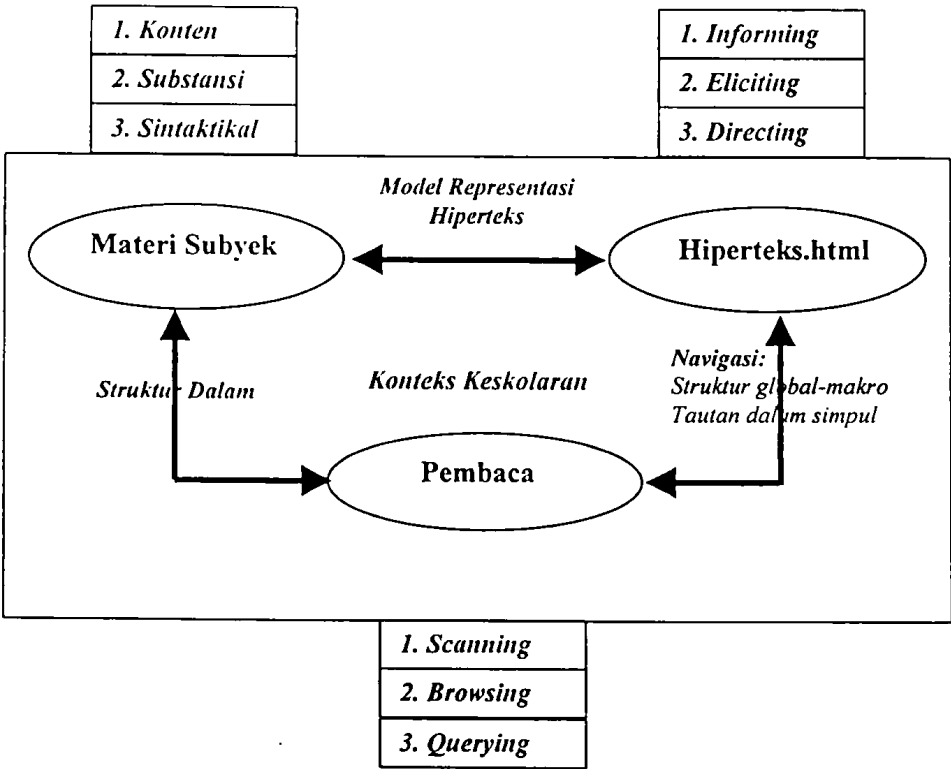 1. Konten
2. Substansi
3. Sintaktikal
1. Informing
2. Eliciting
3. Directing
Model Representasi
Hiperteks
Materi Subyek
Hiperteks.html
Struktur Dalam
Konteks Keskolaran
Navigasi:
Struktur global-makro
Tautan dalam simpul
Pembaca
1. Scanning
2. Browsing
3. Querying